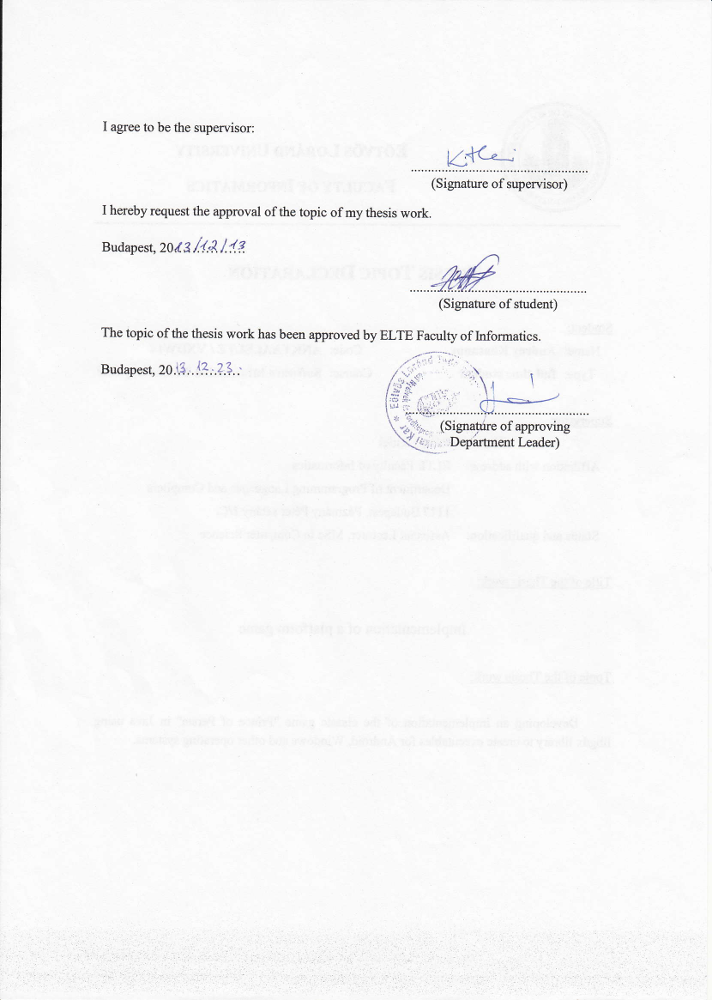 I agree to be the supervisor:
(Signature of supervisor)
I hereby request the approval of the topic of my thesis work.
Budapest, 2013/12/13
(Signature of student)
The topic of the thesis work has been approved by ELTE Faculty of Informatics.
Budapest, 2013. 12. 23.
Eötvös Loránd
(Signature of approving
Department Leader)